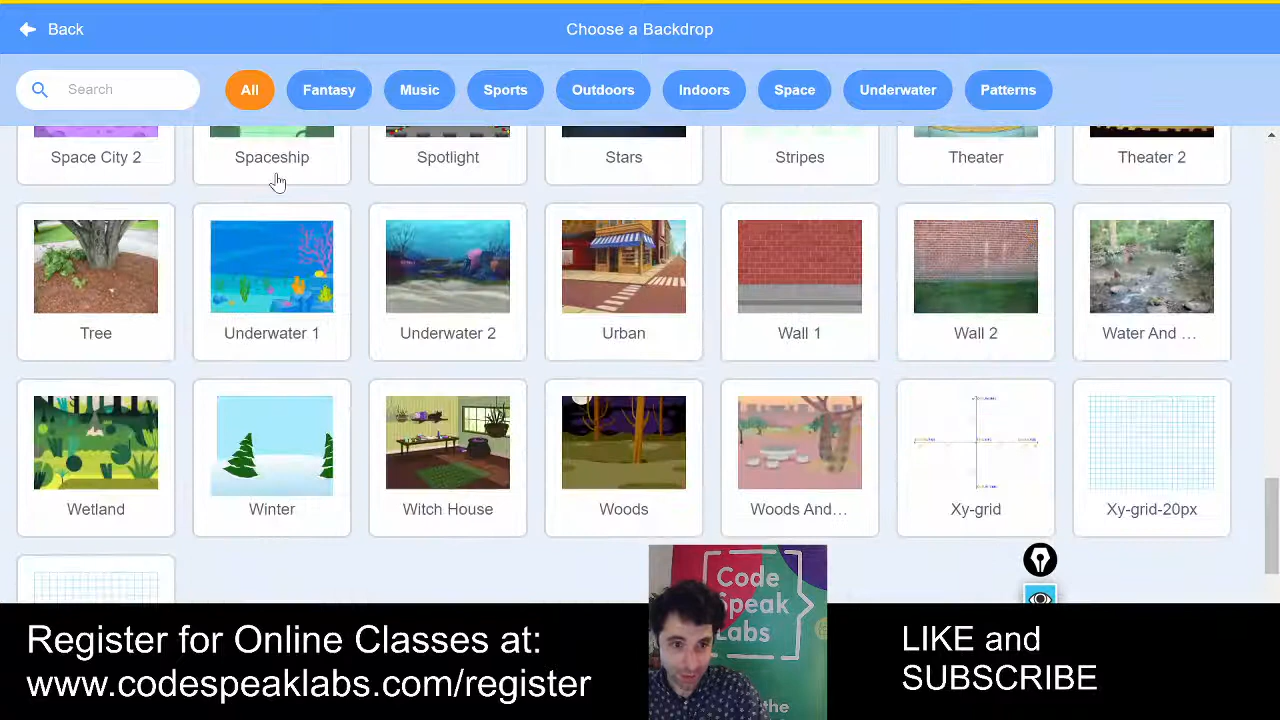 Back
Choose a Backdrop
Search
All
Fantasy
Music
Sports
Outdoors
Indoors
Space
Underwater
Patterns
Space City 2
Spaceship
Spotlight
Stars
Stripes
Theater
Theater 2
Tree
Underwater 1
Underwater 2
Urban
Wall 1
Wall 2
Water And ...
Wetland
Winter
Witch House
Woods
Woods And...
Xy-grid
Xy-grid-20px
Code
Speak
Labs
the
Register for Online Classes at:
www.codespeaklabs.com/register
LIKE and
SUBSCRIBE